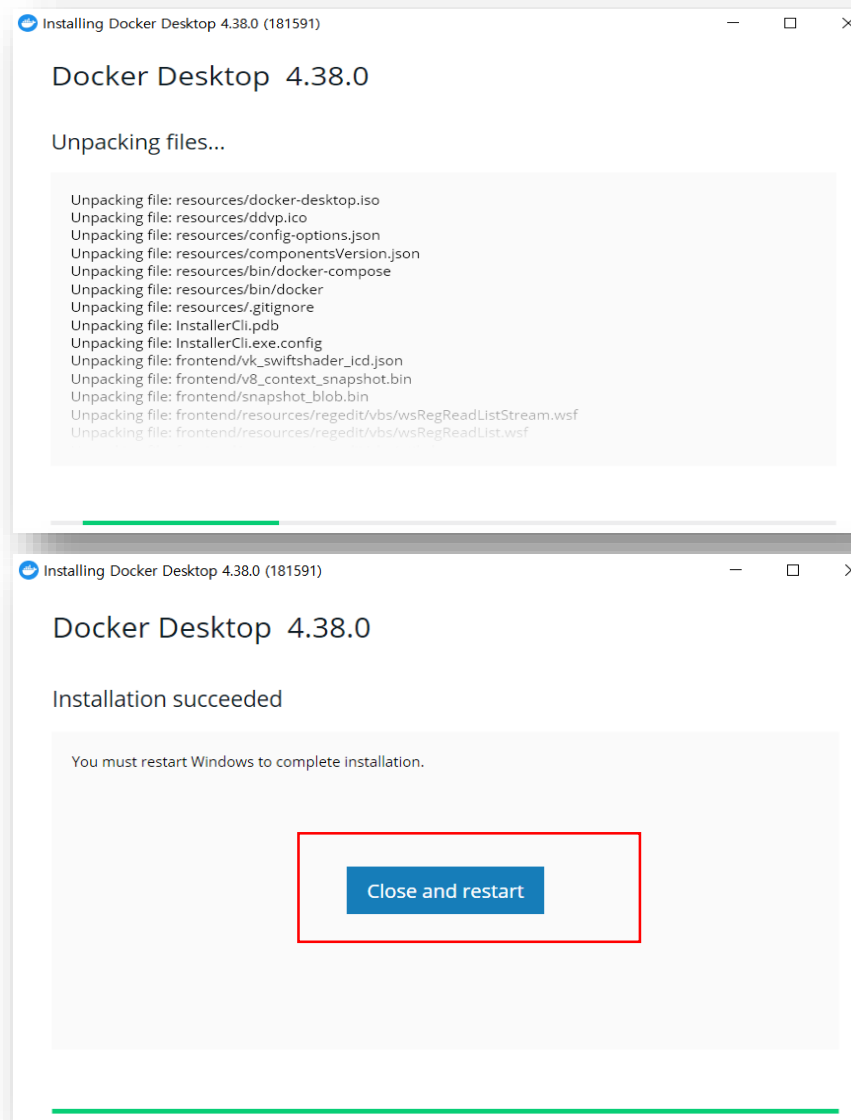 Installing Docker Desktop 4.38.0 (181591)
Docker Desktop 4.38.0
Unpacking files...
Unpacking file: resources/docker-desktop.iso
Unpacking file: resources/ddvp.ico
Unpacking file: resources/config-options.json
Unpacking file: resources/componentsVersion.json
Unpacking file: resources/bin/docker-compose
Unpacking file: resources/bin/docker
Unpacking file: resources/.gitignore
Unpacking file: InstallerCli.pdb
Unpacking file: InstallerCli.exe.config
Unpacking file: frontend/vk_swiftshader_icd.json
Unpacking file: frontend/v8_context_snapshot.bin
Unpacking file: frontend/snapshot_blob.bin
Unpacking file: frontend/resources/regedit/vbs/wsRegReadListStream.wsf
Unpacking file: frontend/resources/regedit/vbs/wsRegReadList.wsf
Installing Docker Desktop 4.38.0 (181591)
Docker Desktop 4.38.0
Installation succeeded
You must restart Windows to complete installation.
Close and restart